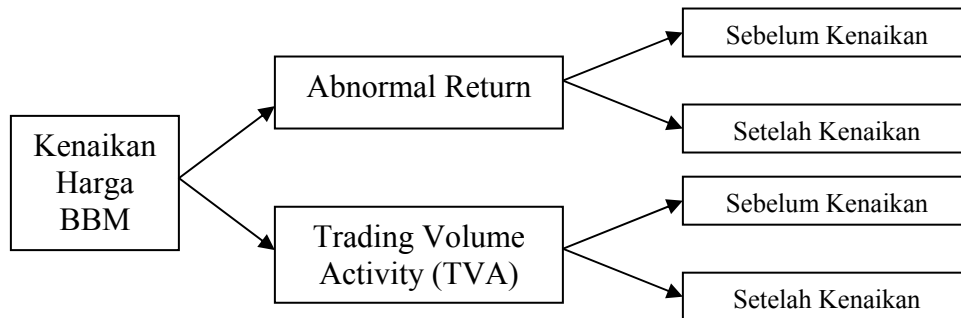 Kenaikan
Harga
BBM
Abnormal Return
Sebelum Kenaikan
Setelah Kenaikan
Trading Volume
Activity (TVA)
Sebelum Kenaikan
Setelah Kenaikan